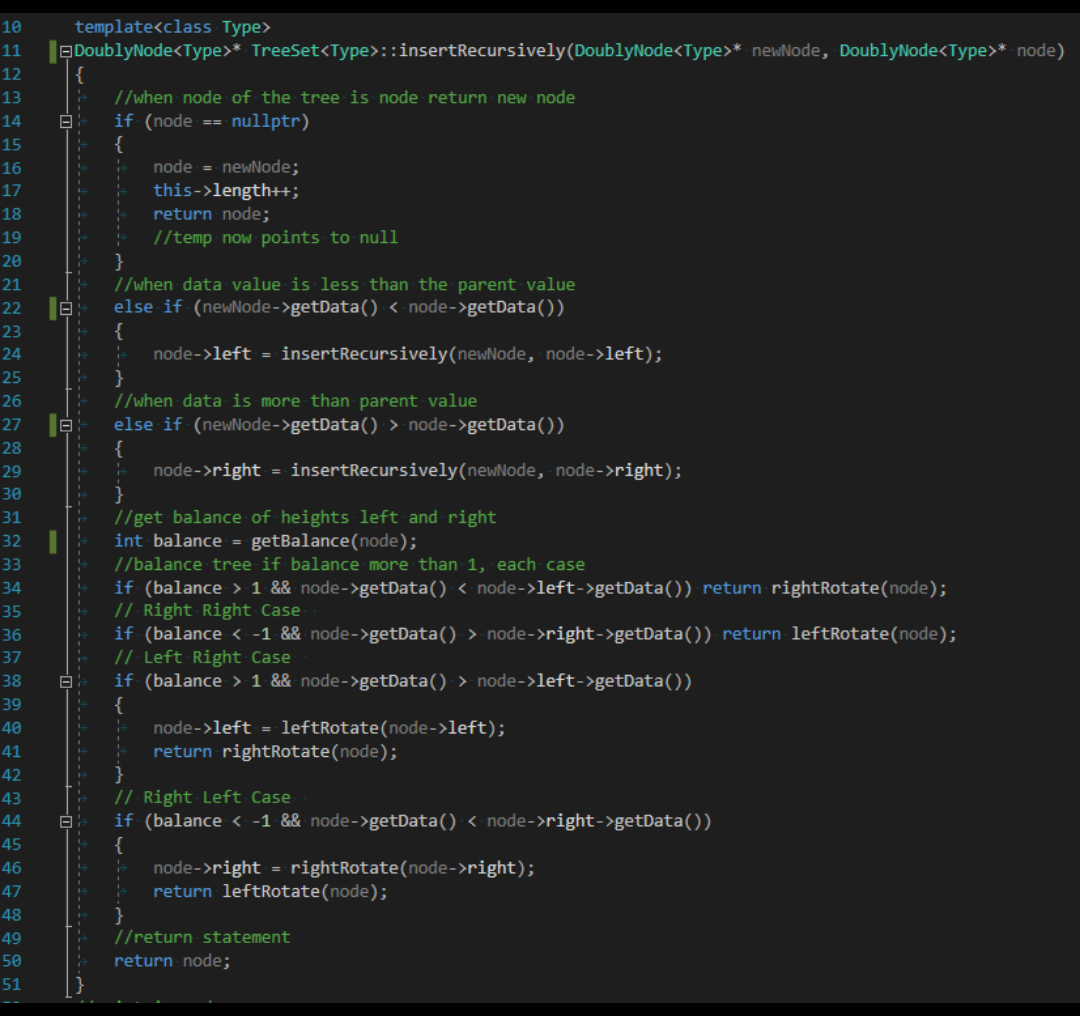 10 template<class Type>
11 DoublyNode<Type>* TreeSet<Type>::insertRecursively(DoublyNode<Type>* newNode, DoublyNode<Type>* node)
12 {
13 //when node of the tree is node return new node
14 if (node == nullptr)
15 {
16 node = newNode;
17 this->length++;
18 return node;
19 //temp now points to null
20 }
21 //when data value is less than the parent value
22 else if (newNode->getData() < node->getData())
23 {
24 node->left = insertRecursively(newNode, node->left);
25 }
26 //when data is more than parent value
27 else if (newNode->getData() > node->getData())
28 {
29 node->right = insertRecursively(newNode, node->right);
30 }
31 //get balance of heights left and right
32 int balance = getBalance(node);
33 //balance tree if balance more than 1, each case
34 if (balance > 1 && node->getData() < node->left->getData()) return rightRotate(node);
35 // Right Right Case
36 if (balance < -1 && node->getData() > node->right->getData()) return leftRotate(node);
37 // Left Right Case
38 if (balance > 1 && node->getData() > node->left->getData())
39 {
40 node->left = leftRotate(node->left);
41 return rightRotate(node);
42 }
43 // Right Left Case
44 if (balance < -1 && node->getData() < node->right->getData())
45 {
46 node->right = rightRotate(node->right);
47 return leftRotate(node);
48 }
49 //return statement
50 return node;
51 }